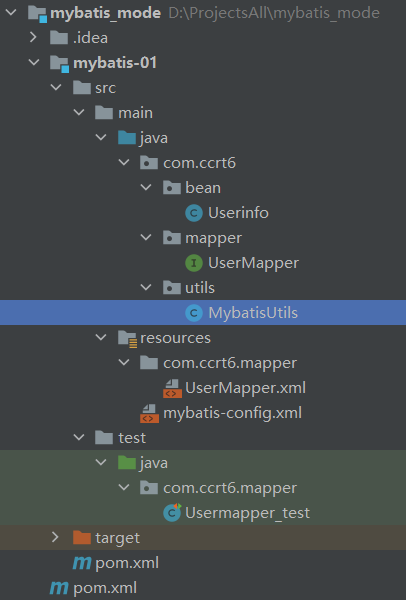 mybatis_mode D:\ProjectsAll\mybatis_mode
.idea
mybatis-01
src
main
java
com.ccrt6
bean
C Userinfo
mapper
I UserMapper
utils
C MybatisUtils
resources
com.ccrt6.mapper
UserMapper.xml
mybatis-config.xml
test
java
com.ccrt6.mapper
C Usermapper_test
target
m pom.xml
m pom.xml